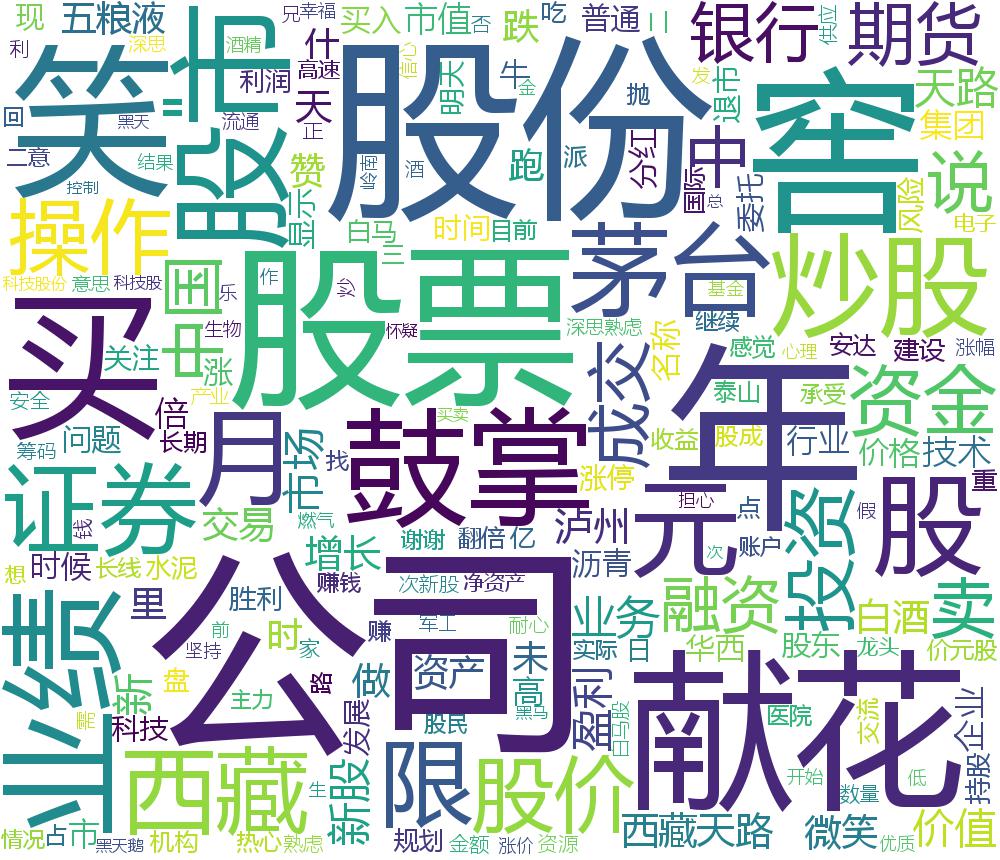 现
五粮液
兄
幸福
买入
市值
否
吃
普通
银行
期货
供应
利
深思
酒精
什
跌
信心
高速
利润
笑
股市
股份
明天
牛
金
抛
退市
发
窖
天路
回
黑天
流通
天
正
集团
二意
结果
赞
岭南
酒
跑
派
分红
中
说
控制
国际
总
委托
风险
电子
操作
显示
白马
时间
目前
三
茅台
炒股
科技股份
意思
科技股
中国
作
乐
炒
股票
基金
生物
怀疑
深思熟虑
继续
买
关注
涨
名称
感觉
心理
安达
建设
涨幅
产业
成交
年
泰山
承受
资金
安全
倍
月
买卖
鼓掌
收益
股成
行业
价格
技术
筹码
问题
长期
市场
找
涨停
担心
元
点
投资
股
重
证券
钱
交易
燃气
谢谢
翻倍
亿
泸州
沥青
次
账户
假
想
时候
长线
水泥
增长
赚钱
次新股
净资产
融资
白酒
卖
业绩
里
胜利
公司
业务
前
时
赚
军工
耐心
实际
日
华西
股东
龙头
价元股
坚持
家
未
新
盘
主力
路
做
资产
高
盈利
献花
医院
交流
企业
需
科技
发展
股民
黑马
白马股
持股
西藏
限
股价
开始
低
生
新股
数量
情况
占
市
黑天鹅
机构
热心
熟虑
规划
金额
涨价
资源
西藏天路
微笑
优质
价值